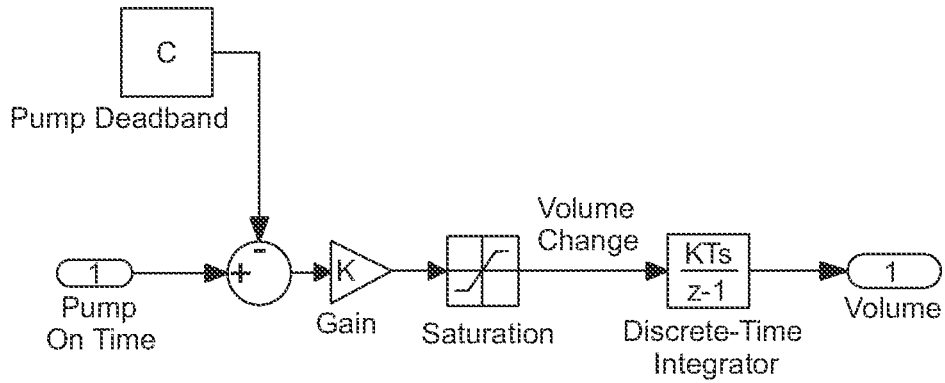 C
Pump Deadband
-
+
1
Pump
On Time
K
Gain
Saturation
Volume
Change
KTs
z-1
Discrete-Time
Integrator
1
Volume